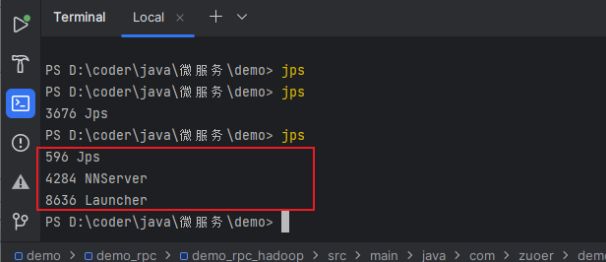 Terminal Local × + ∨
PS D:\coder\java\微服务\demo> jps
PS D:\coder\java\微服务\demo> jps
3676 Jps
PS D:\coder\java\微服务\demo> jps
596 Jps
4284 NNServer
8636 Launcher
PS D:\coder\java\微服务\demo>
demo > demo_rpc > demo_rpc_hadoop > src > main > java > com > zuoer > demo